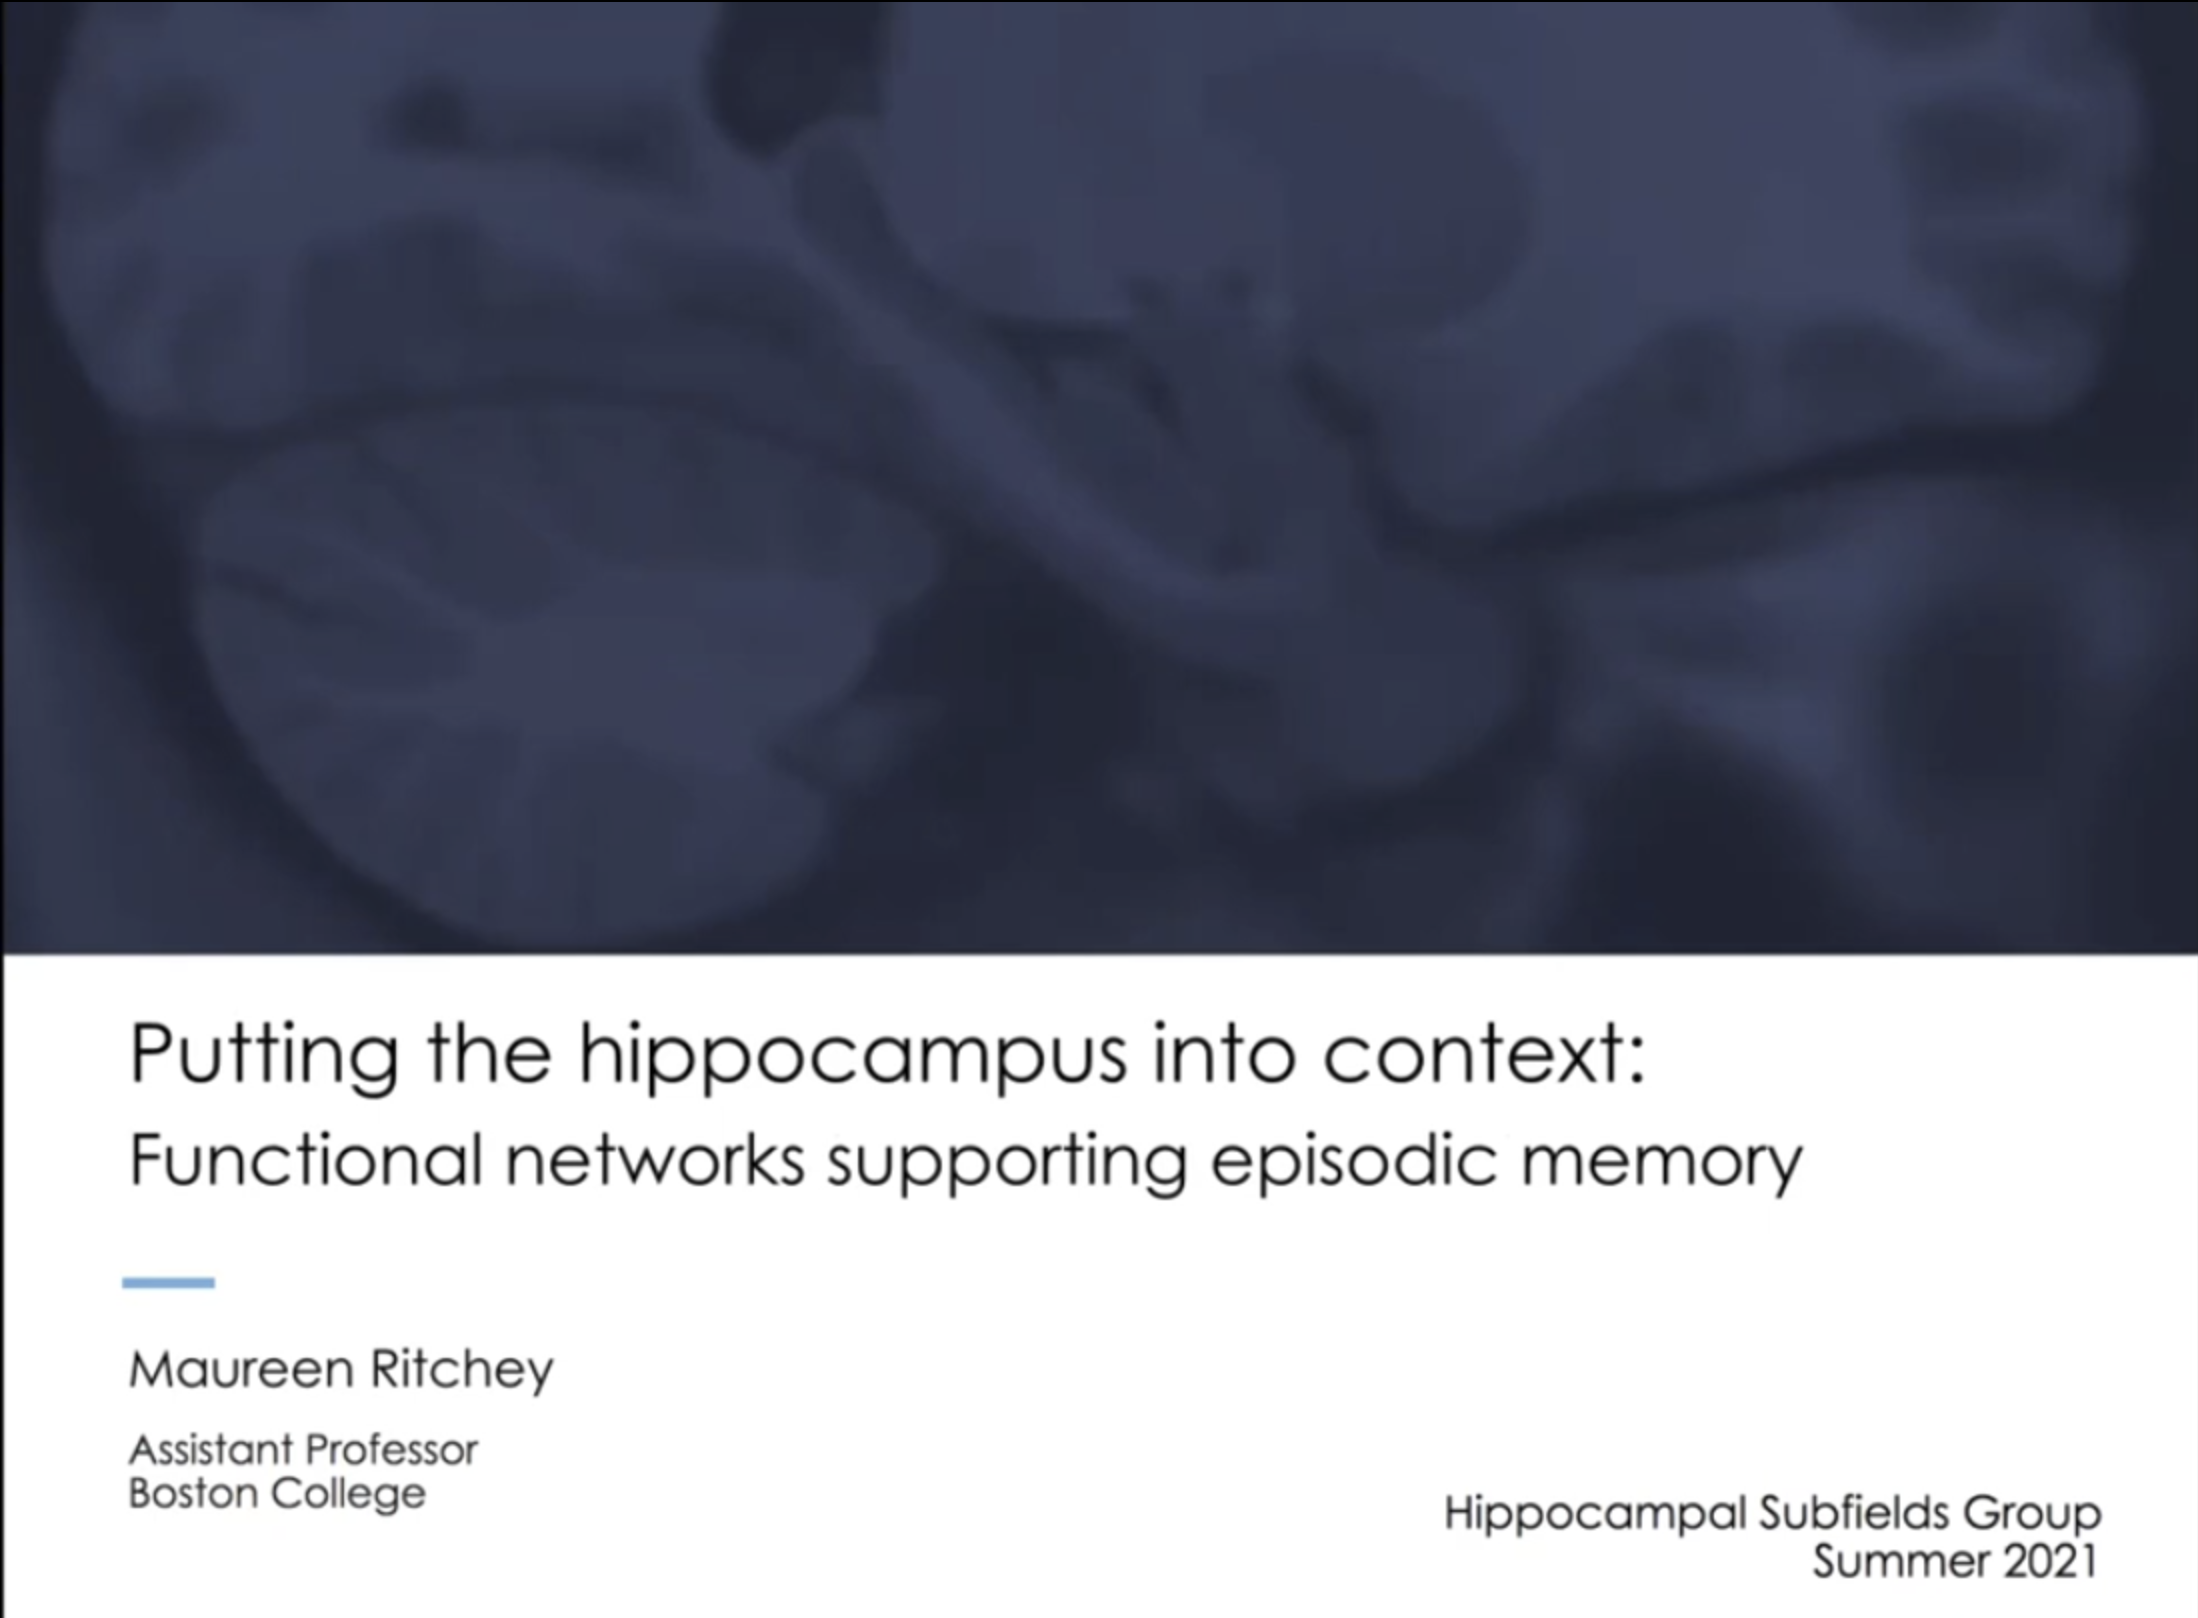 Putting the hippocampus into context:
Functional networks supporting episodic memory
Maureen Ritchey
Assistant Professor
Boston College
Hippocampal Subfields Group
Summer 2021